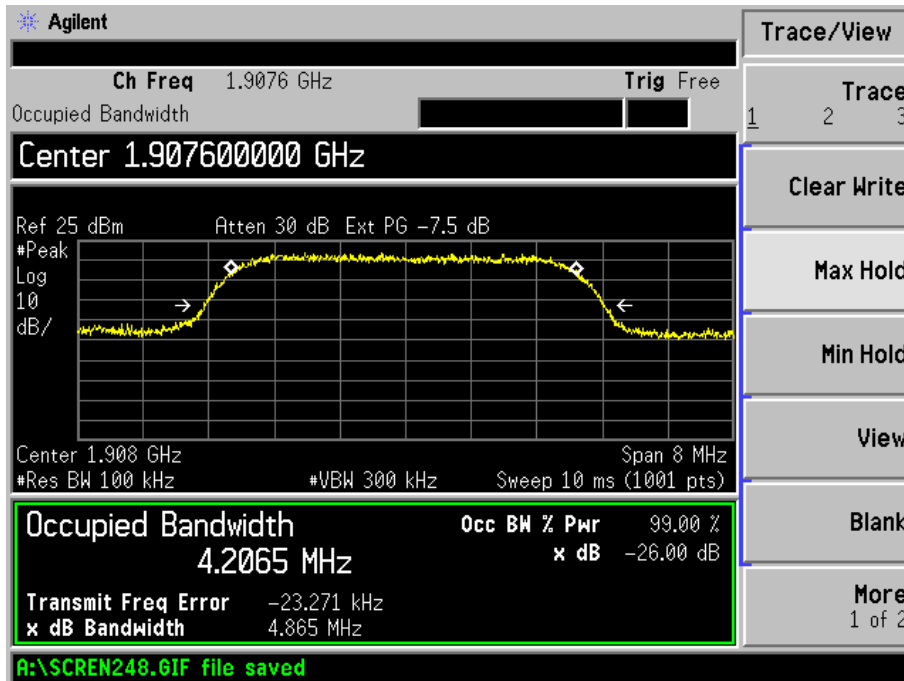 Agilent
Ch Freq 1.9076 GHz Trig Free
Occupied Bandwidth
Center 1.907600000 GHz
Ref 25 dBm Atten 30 dB Ext PG -7.5 dB
#Peak
Log
10
dB/
Center 1.908 GHz Span 8 MHz
#Res BW 100 kHz #VBW 300 kHz Sweep 10 ms (1001 pts)
Occupied Bandwidth Occ BW % Pwr 99.00 %
4.2065 MHz x dB -26.00 dB
Transmit Freq Error -23.271 kHz
x dB Bandwidth 4.865 MHz
A:\SCREN248.GIF file saved
Trace/View
Trace
1 2 3
Clear Write
Max Hold
Min Hold
View
Blank
More
1 of 2